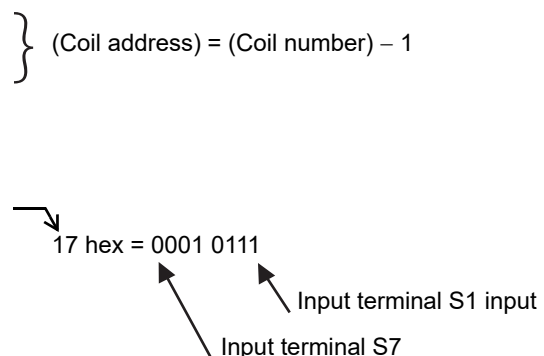 (Coil address) = (Coil number) – 1
17 hex = 0001 0111
Input terminal S1 input
Input terminal S7